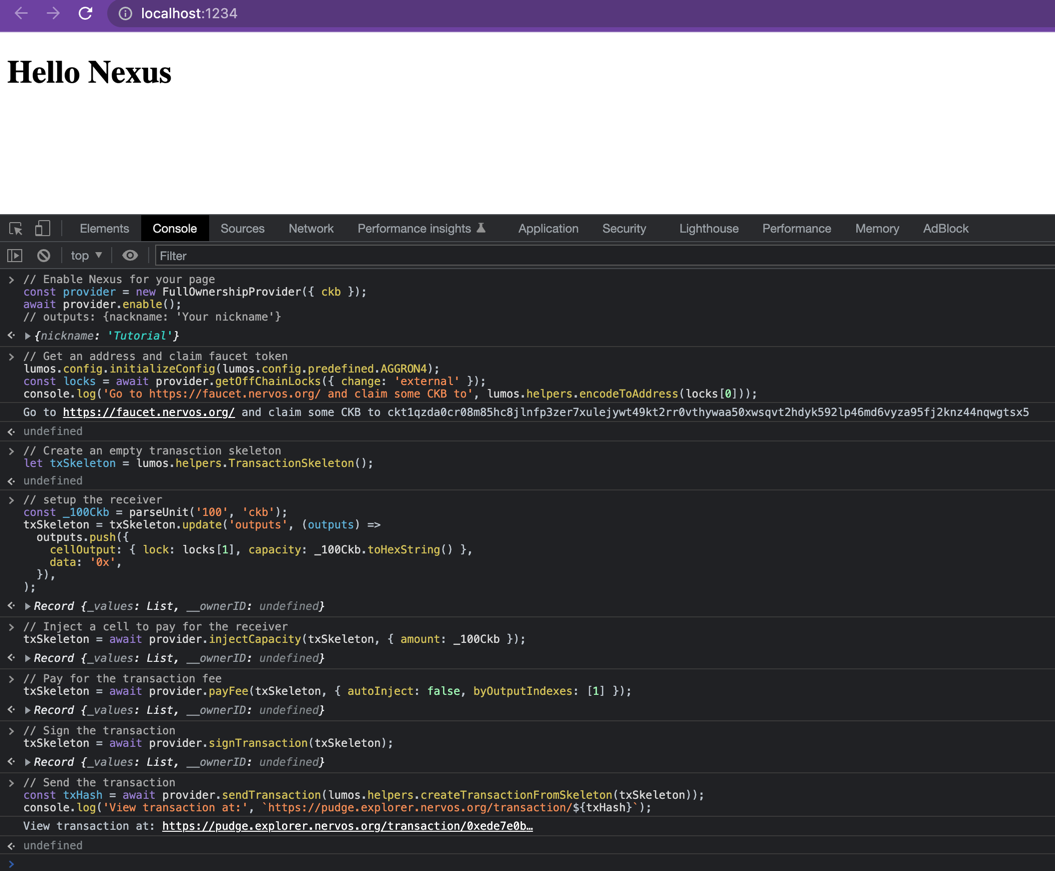 localhost:1234
Hello Nexus
Elements Console Sources Network Performance insights Application Security Lighthouse Performance Memory AdBlock
top ▼ Filter
> // Enable Nexus for your page
const provider = new FullOwnershipProvider({ ckb });
await provider.enable();
// outputs: {nackname: 'Your nickname'}
{nickname: 'Tutorial'}
> // Get an address and claim faucet token
lumos.config.initializeConfig(lumos.config.predefined.AGGRON4);
const locks = await provider.getOffChainLocks({ change: 'external' });
console.log('Go to https://faucet.nervos.org/ and claim some CKB to', lumos.helpers.encodeToAddress(locks[0]));
Go to https://faucet.nervos.org/ and claim some CKB to ckt1qzda0cr08m85hc8jlnfp3zer7xulejywt49kt2rr0vthywaa50xwsqvt2hdyk592lp46md6vyza95fj2knz44nqwgtsx5
undefined
> // Create an empty tranasction skeleton
let txSkeleton = lumos.helpers.TransactionSkeleton();
undefined
> // setup the receiver
const _100Ckb = parseUnit('100', 'ckb');
txSkeleton = txSkeleton.update('outputs', (outputs) =>
outputs.push({
cellOutput: { lock: locks[1], capacity: _100Ckb.toHexString() },
data: '0x',
}),
);
Record {_values: List, __ownerID: undefined}
> // Inject a cell to pay for the receiver
txSkeleton = await provider.injectCapacity(txSkeleton, { amount: _100Ckb });
Record {_values: List, __ownerID: undefined}
> // Pay for the transaction fee
txSkeleton = await provider.payFee(txSkeleton, { autoInject: false, byOutputIndexes: [1] });
Record {_values: List, __ownerID: undefined}
> // Sign the transaction
txSkeleton = await provider.signTransaction(txSkeleton);
Record {_values: List, __ownerID: undefined}
> // Send the transaction
const txHash = await provider.sendTransaction(lumos.helpers.createTransactionFromSkeleton(txSkeleton));
console.log('View transaction at:', `https://pudge.explorer.nervos.org/transaction/${txHash}`);
View transaction at: https://pudge.explorer.nervos.org/transaction/0xede7e0b…
undefined
>